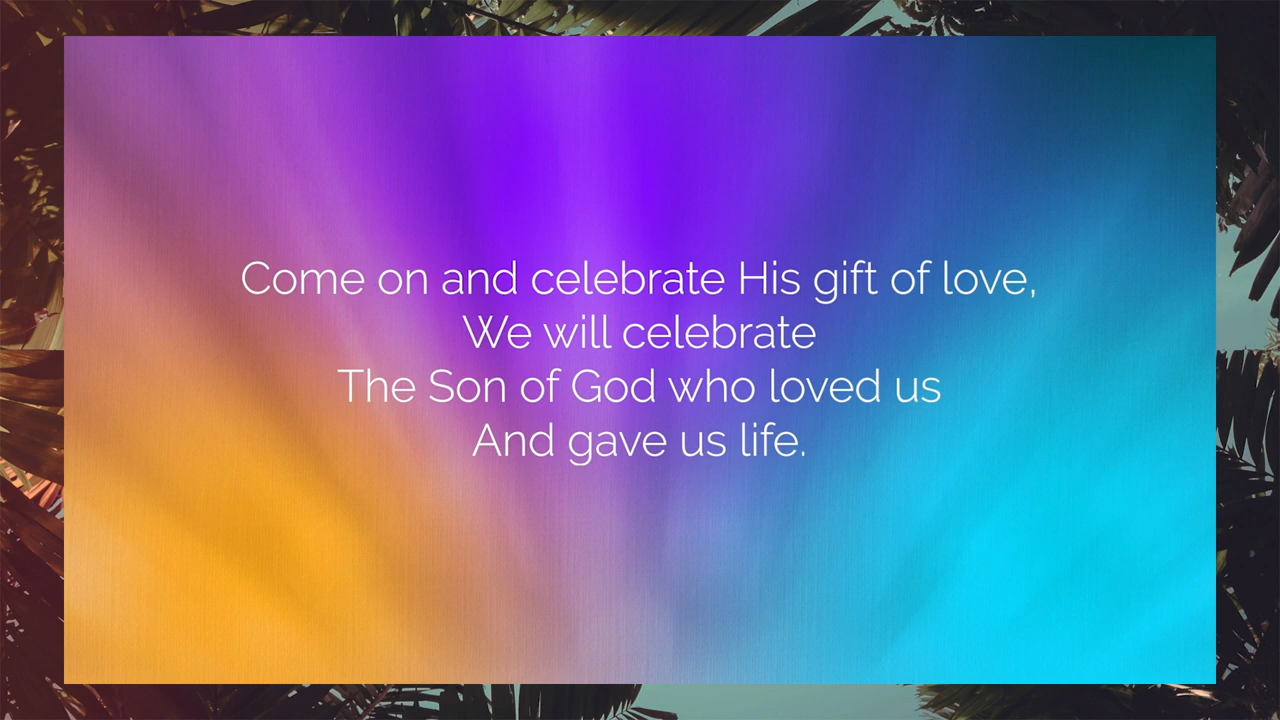 Come on and celebrate His gift of love,
We will celebrate
The Son of God who loved us
And gave us life.